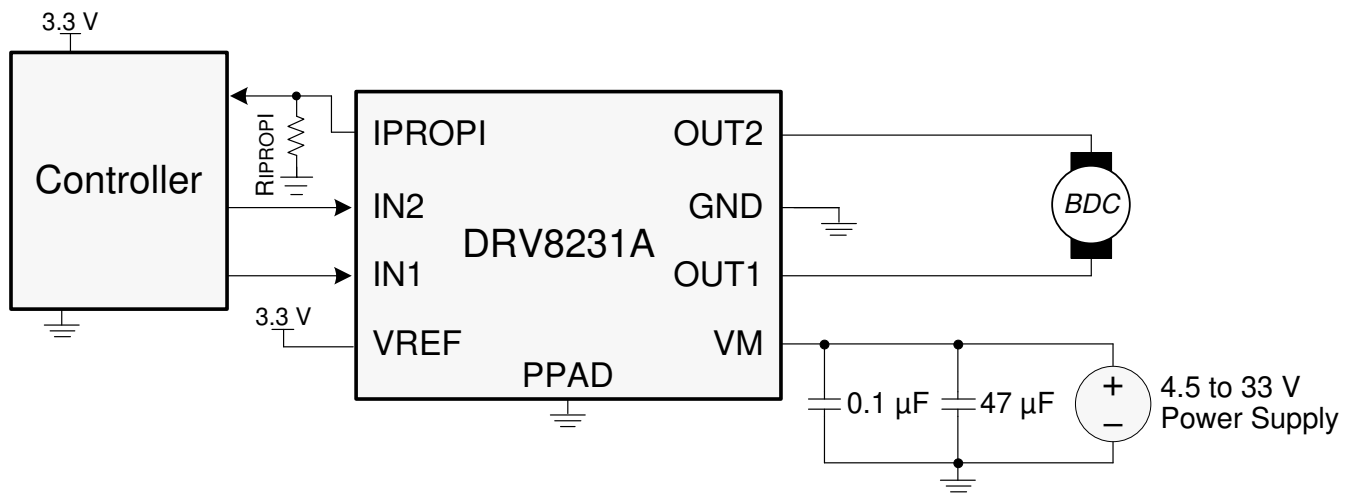 3.3 V
Controller
RIPROPI
IPROPI
IN2
IN1
3.3 V
VREF
DRV8231A
PPAD
OUT2
GND
OUT1
VM
BDC
0.1 µF
47 µF
+
−
4.5 to 33 V
Power Supply